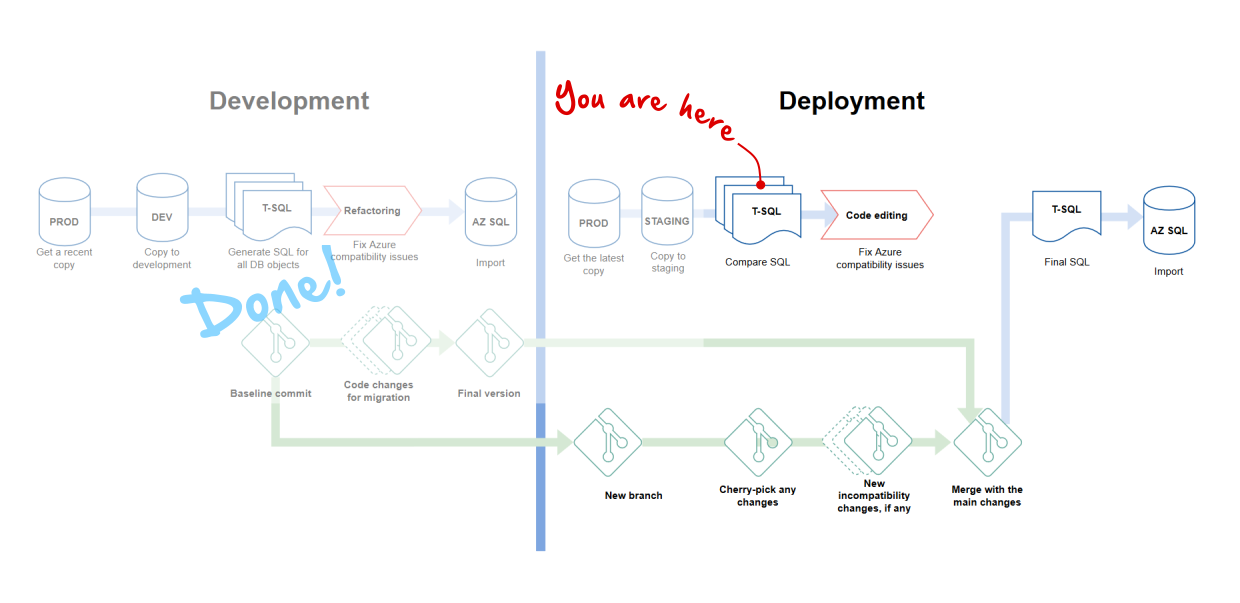 Development
You are here
Deployment
PROD
DEV
T-SQL
Refactoring
AZ SQL
Get a recent
copy
Copy to
development
Generate SQL for
all DB objects
Fix Azure
compatibility issues
Import
PROD
STAGING
T-SQL
Code editing
T-SQL
AZ SQL
Get the latest
copy
Copy to
staging
Compare SQL
Fix Azure
compatibility issues
Final SQL
Import
Done!
Baseline commit
Code changes
for migration
Final version
New branch
Cherry-pick any
changes
New
incompatibility
changes, if any
Merge with the
main changes